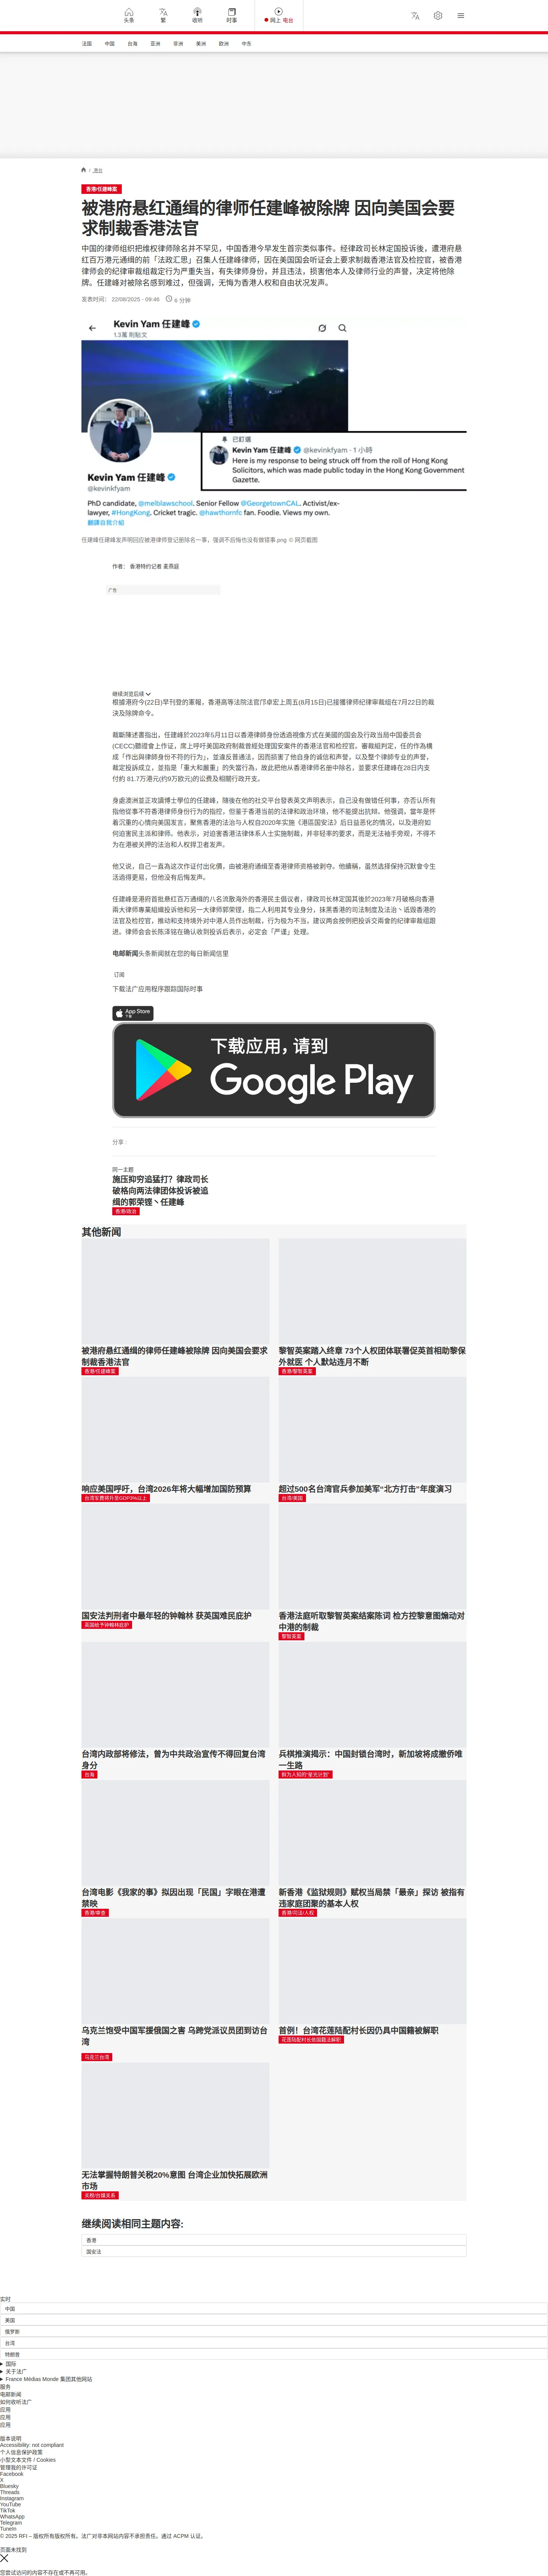 头条
繁
收听
时事
网上 电台
法国
中国
台海
亚洲
非洲
美洲
欧洲
中东
/ 港台
香港/任建峰案
被港府悬红通缉的律师任建峰被除牌 因向美国会要
求制裁香港法官
中国的律师组织把维权律师除名并不罕见，中国香港今早发生首宗类似事件。经律政司长林定国投诉後，遭港府悬
红百万港元通缉的前「法政汇思」召集人任建峰律师，因在美国国会听证会上要求制裁香港法官及检控官，被香港
律师会的纪律审裁组裁定行为严重失当，有失律师身份，并且违法，损害他本人及律师行业的声誉，决定将他除
牌。任建峰对被除名感到难过，但强调，无悔为香港人权和自由状况发声。
发表时间： 22/08/2025 - 09:46
6 分钟
Kevin Yam 任建峰
1.3萬 則貼文
已釘選
Kevin Yam 任建峰 @kevinkfyam · 1 小時
Here is my response to being struck off from the roll of Hong Kong
Solicitors, which was made public today in the Hong Kong Government
Gazette.
Kevin Yam 任建峰
@kevinkfyam
PhD candidate, @melblawschool. Senior Fellow @GeorgetownCAL. Activist/ex-
lawyer, #HongKong. Cricket tragic. @hawthornfc fan. Foodie. Views my own.
翻譯自我介紹
任建峰任建峰发声明回应被港律师登记册除名一事，强调不后悔也没有做错事.png © 网页截图
作者： 香港特约记者 麦燕庭
广告
继续浏览后续
根據港府今(22日)早刊登的宪報，香港高等法院法官邝卓宏上周五(8月15日)已接獲律师纪律审裁组在7月22日的裁
決及除牌命令。
裁斷陳述書指出，任建峰於2023年5月11日以香港律師身份透過視像方式在美國的国会及行政当局中国委员会
(CECC)聽證會上作证，席上呼吁美国政府制裁曾经处理国安案件的香港法官和检控官。審裁組判定，任的作為構
成「作出與律師身份不符的行為」，並違反普通法，因而损害了他自身的诚信和声誉，以及整个律师专业的声誉，
裁定投訴成立，並指是「重大和嚴重」的失當行為，故此把他从香港律师名册中除名，並要求任建峰在28日内支
付约 81.7万港元(约9万欧元)的讼费及相關行政开支。
身處澳洲並正攻讀博士學位的任建峰，隨後在他的社交平台發表英文声明表示，自己没有做错任何事，亦否认所有
指他從事不符香港律师身份行为的指控，但鉴于香港当前的法律和政治环境，他不能提出抗辩。他强调，當年是怀
着沉重的心情向美国发言，聚焦香港的法治与人权自2020年实施《港區国安法》后日益恶化的情况，以及港府如
何迫害民主派和律师。他表示，对迫害香港法律体系人士实施制裁，并非轻率的要求，而是无法袖手旁观，不得不
为在港被关押的法治和人权捍卫者发声。
他又说，自己一直為这次作证付出化價，由被港府通缉至香港律师资格被剥夺。他續稱，虽然选择保持沉默會令生
活過得更易，但他没有后悔发声。
任建峰是港府首批悬红百万通缉的八名流散海外的香港民主倡议者，律政司长林宏国其後於2023年7月破格向香港
兩大律师專業組織投诉他和另一大律师郭荣铿，指二人利用其专业身分，抹黑香港的司法制度及法治丶诋毁香港的
法官及检控官，推动和支持境外对中港人员作出制裁，行为极为不当，建议两会按例把投诉交兩會的纪律审裁组跟
进。律师会会长陈泽铭在确认收到投诉后表示，必定会「严谨」处理。
电邮新闻头条新闻就在您的每日新闻信里
订阅
下载法广应用程序跟踪国际时事
App Store
下载
下载应用，请到
Google Play
分享 :
同一主题
施压抑穷追猛打？律政司长
破格向两法律团体投诉被追
缉的郭荣铿丶任建峰
香港/政治
其他新闻
被港府悬红通缉的律师任建峰被除牌 因向美国会要求
制裁香港法官
香港/任建峰案
黎智英案踏入终章 73个人权团体联署促英首相助黎保
外就医 个人默站连月不断
香港/黎智英案
响应美国呼吁，台湾2026年将大幅增加国防预算
台湾军费将升至GDP3%以上
超过500名台湾官兵参加美军“北方打击”年度演习
台湾/美国
国安法判刑者中最年轻的钟翰林 获英国难民庇护
英国给予钟翰林庇护
香港法庭听取黎智英案结案陈词 检方控黎意图煽动对
中港的制裁
黎智英案
台湾内政部将修法，曾为中共政治宣传不得回复台湾
身分
台海
兵棋推演揭示：中国封锁台湾时，新加坡将成撤侨唯
一生路
鲜为人知的“星光计划”
台湾电影《我家的事》拟因出现「民国」字眼在港遭
禁映
香港/审查
新香港《监狱规则》赋权当局禁「最亲」探访 被指有
违家庭团聚的基本人权
香港/司法/人权
乌克兰饱受中国军援俄国之害 乌跨党派议员团到访台
湾
乌克兰台湾
首例！台湾花莲陆配村长因仍具中国籍被解职
花莲陆配村长依国籍法解职
无法掌握特朗普关税20%意图 台湾企业加快拓展欧洲
市场
关税/台媒关系
继续阅读相同主题内容:
香港
国安法
实时
中国
美国
俄罗斯
台湾
特朗普
国际
关于法广
France Médias Monde 集团其他网站
服务
电邮新闻
如何收听法广
应用
应用
应用
版本说明
Accessibility: not compliant
个人信息保护政策
小型文本文件 / Cookies
管理我的许可证
Facebook
X
Bluesky
Threads
Instagram
YouTube
TikTok
WhatsApp
Telegram
TuneIn
© 2025 RFI – 版权所有版权所有。法广对非本网站内容不承担责任。通过 ACPM 认证。
页面未找到
您尝试访问的内容不存在或不再可用。